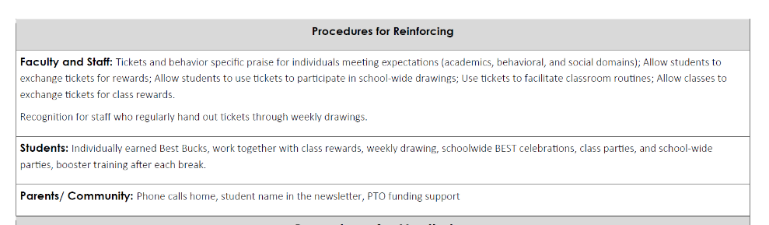 Procedures for Reinforcing
Faculty and Staff: Tickets and behavior specific praise for individuals meeting expectations (academics, behavioral, and social domains); Allow students to
exchange tickets for rewards; Allow students to use tickets to participate in school-wide drawings; Use tickets to facilitate classroom routines; Allow classes to
exchange tickets for class rewards.
Recognition for staff who regularly hand out tickets through weekly drawings.
Students: Individually earned Best Bucks, work together with class rewards, weekly drawing, schoolwide BEST celebrations, class parties, and school-wide
parties, booster training after each break.
Parents/ Community: Phone calls home, student name in the newsletter, PTO funding support